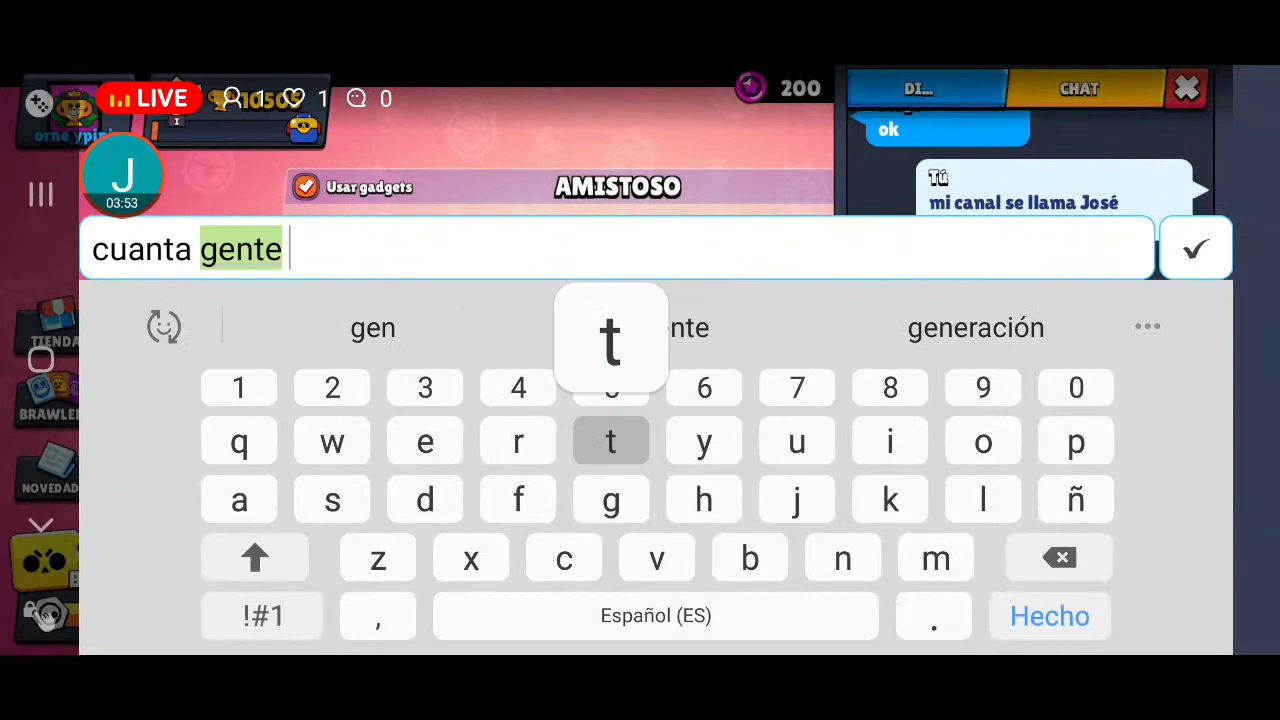 LIVE 1 1 0
200
DI... CHAT
ok
J
03:53
Usar gadgets
AMISTOSO
Tú
mi canal se llama José
cuanta gente
TIENDA
BRAWLE
NOVEDAD
gen
t
nte
generación
1 2 3 4 6 7 8 9 0
q w e r t y u i o p
a s d f g h j k l ñ
z x c v b n m
!#1 , Español (ES) . Hecho